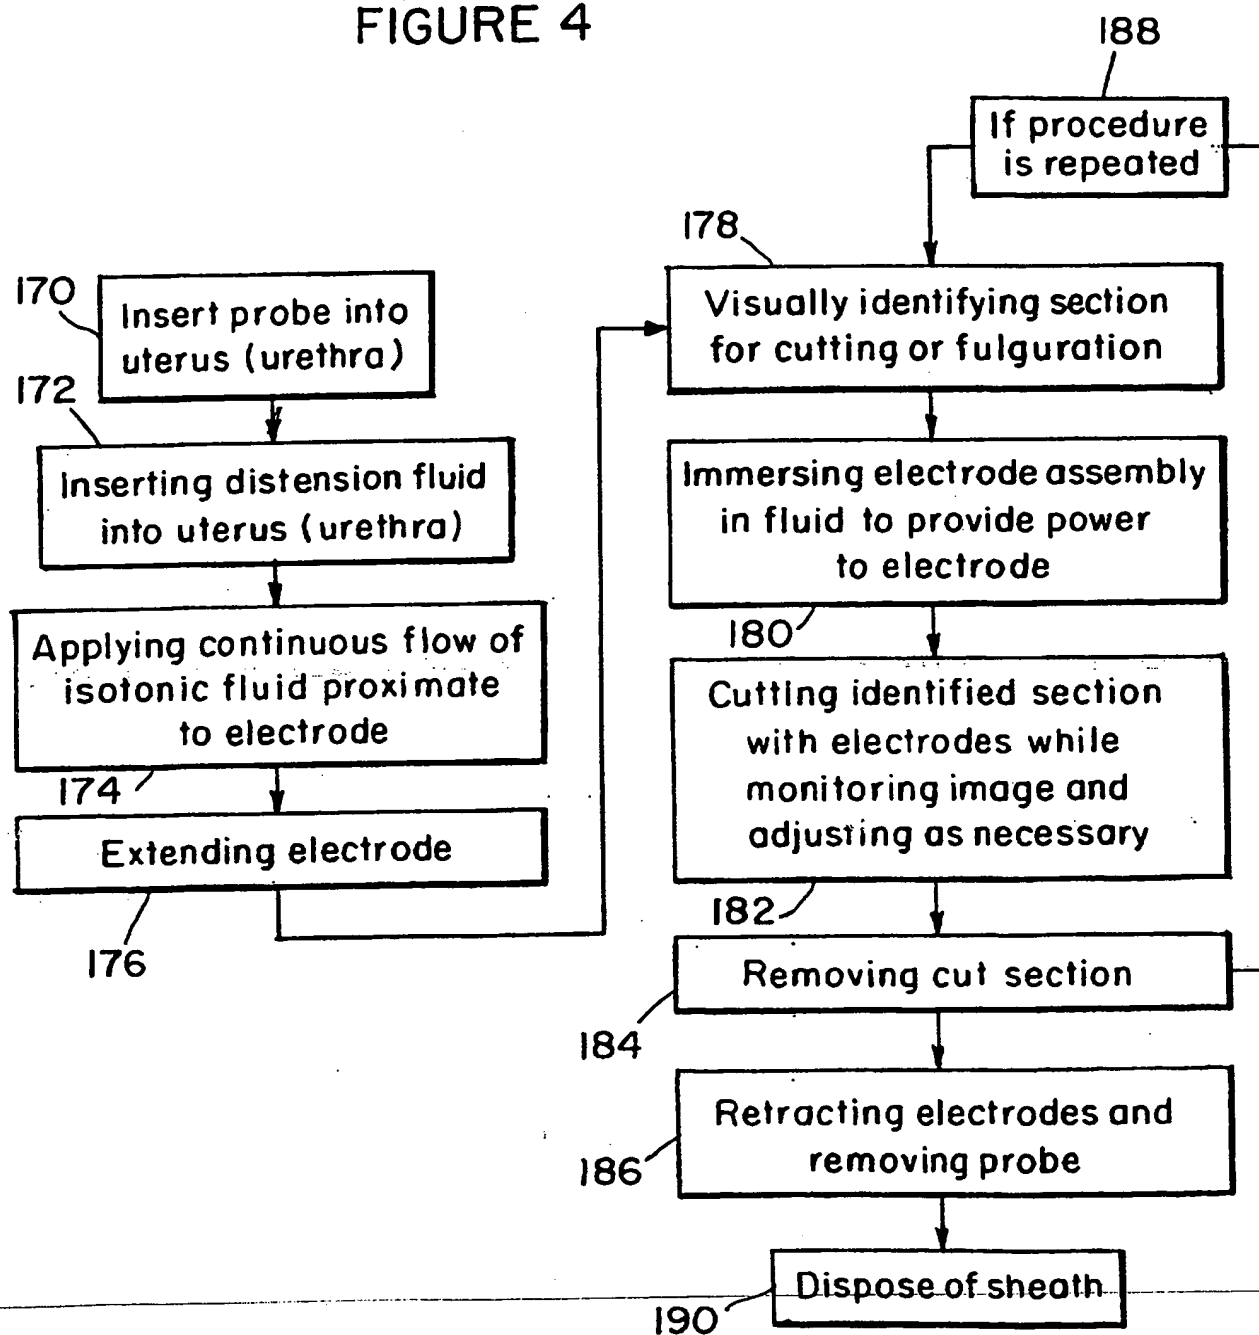 FIGURE 4
170
Insert probe into
uterus (urethra)
172
Inserting distension fluid
into uterus (urethra)
Applying continuous flow of
isotonic fluid proximate
to electrode
174
Extending electrode
176
188
If procedure
is repeated
178
Visually identifying section
for cutting or fulguration
Immersing electrode assembly
in fluid to provide power
to electrode
180
Cutting identified section
with electrodes while
monitoring image and
adjusting as necessary
182
Removing cut section
184
Retracting electrodes and
removing probe
186
Dispose of sheath
190